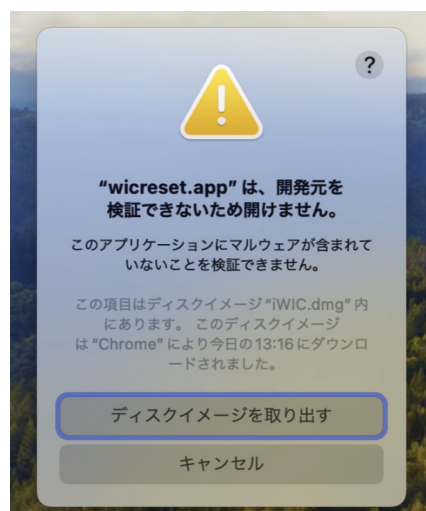 ?
“wicreset.app”は、開発元を
検証できないため開けません。
このアプリケーションにマルウェアが含まれて
いないことを検証できません。
この項目はディスクイメージ“iWIC.dmg”内
にあります。 このディスクイメージ
は“Chrome”により今日の13:16にダウンロ
ードされました。
ディスクイメージを取り出す
キャンセル